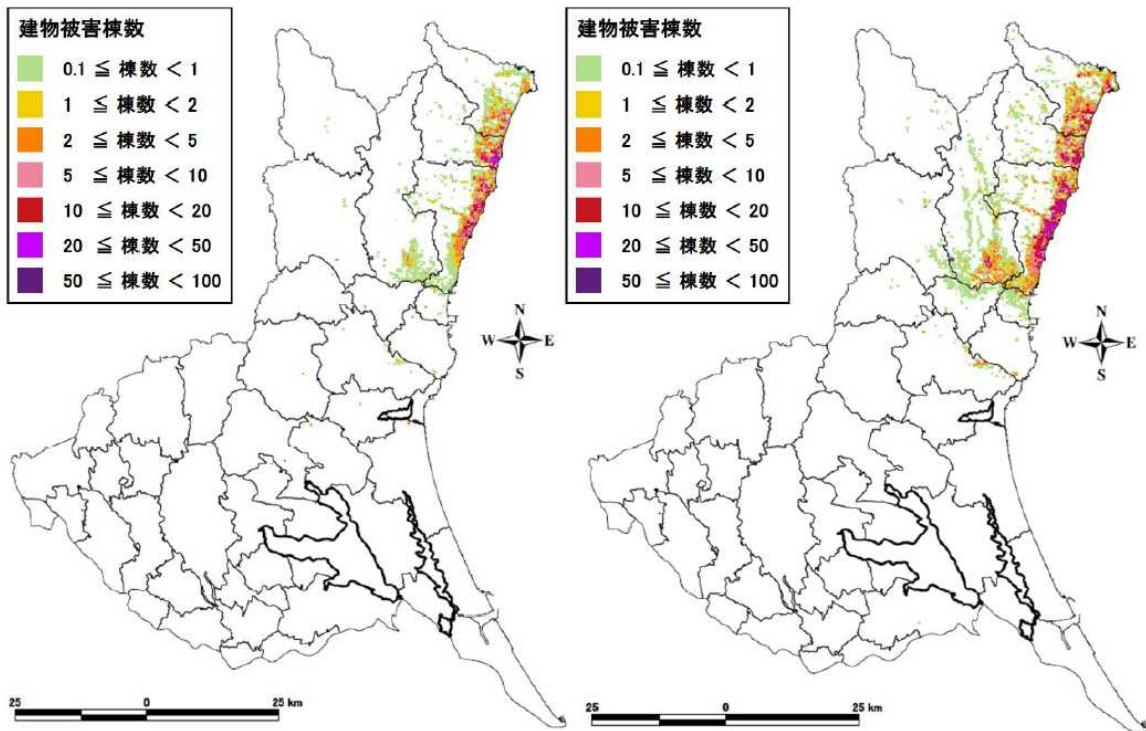 建物被害棟数
0.1 ≦ 棟数 < 1
1 ≦ 棟数 < 2
2 ≦ 棟数 < 5
5 ≦ 棟数 < 10
10 ≦ 棟数 < 20
20 ≦ 棟数 < 50
50 ≦ 棟数 < 100
N
W E
S
25 0 25 km
建物被害棟数
0.1 ≦ 棟数 < 1
1 ≦ 棟数 < 2
2 ≦ 棟数 < 5
5 ≦ 棟数 < 10
10 ≦ 棟数 < 20
20 ≦ 棟数 < 50
50 ≦ 棟数 < 100
N
W E
S
25 0 25 km